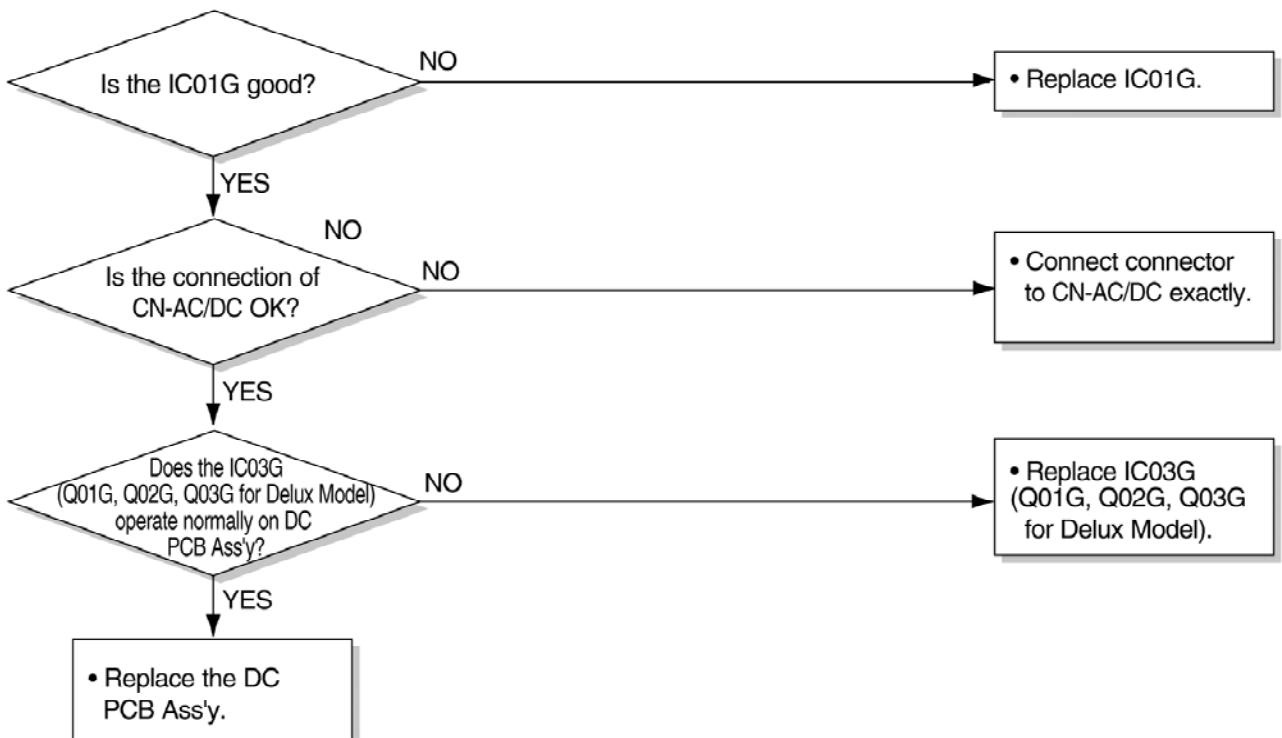 Is the IC01G good?
NO
• Replace IC01G.
YES
NO
Is the connection of
CN-AC/DC OK?
NO
• Connect connector
to CN-AC/DC exactly.
YES
Does the IC03G
(Q01G, Q02G, Q03G for Delux Model)
operate normally on DC
PCB Ass'y?
NO
• Replace IC03G
(Q01G, Q02G, Q03G
for Delux Model).
YES
• Replace the DC
PCB Ass'y.